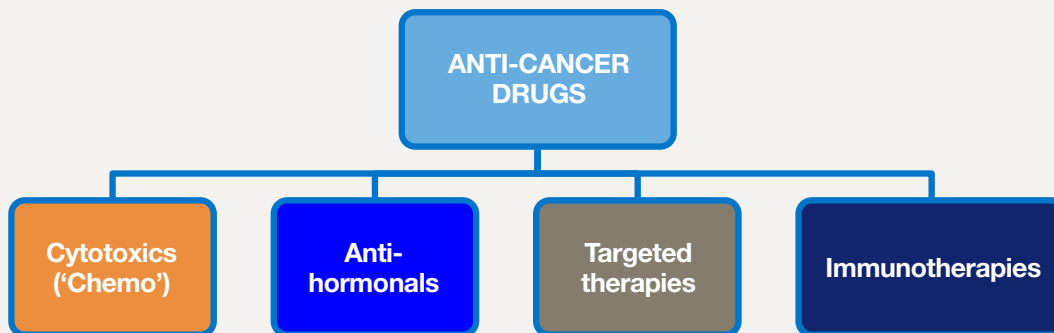 ANTI-CANCER
DRUGS
Cytotoxics
(‘Chemo’)
Anti-
hormonals
Targeted
therapies
Immunotherapies